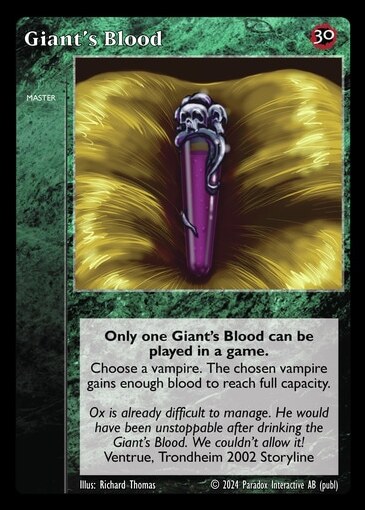 Giant's Blood
30
MASTER
Only one Giant's Blood can be
played in a game.
Choose a vampire. The chosen vampire
gains enough blood to reach full capacity.
Ox is already difficult to manage. He would
have been unstoppable after drinking the
Giant's Blood. We couldn't allow it!
Ventrue, Trondheim 2002 Storyline
Illus: Richard Thomas
© 2024 Paradox Interactive AB (publ)